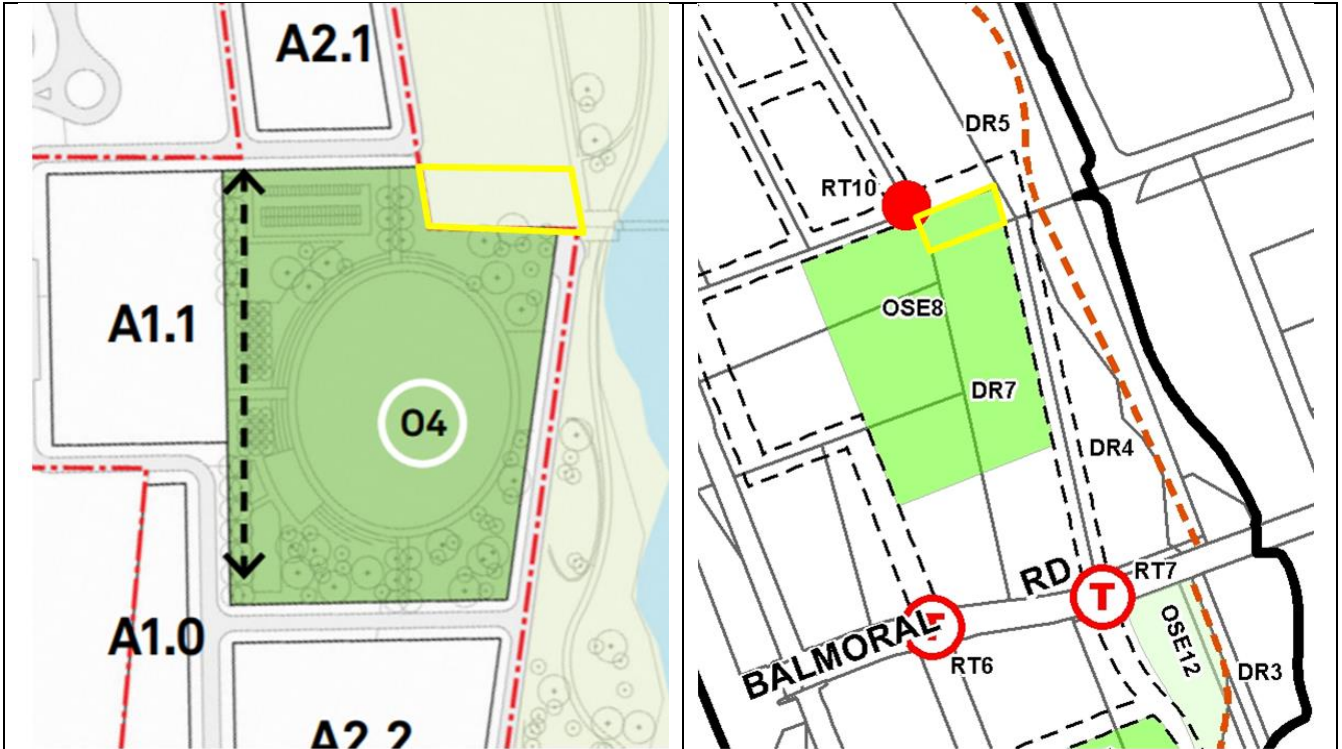 A2.1
A1.1
O4
A1.0
A2.2
DR5
RT10
OSE8
DR7
DR4
BALMORAL RD
RT7
RT6
OSE12
DR3